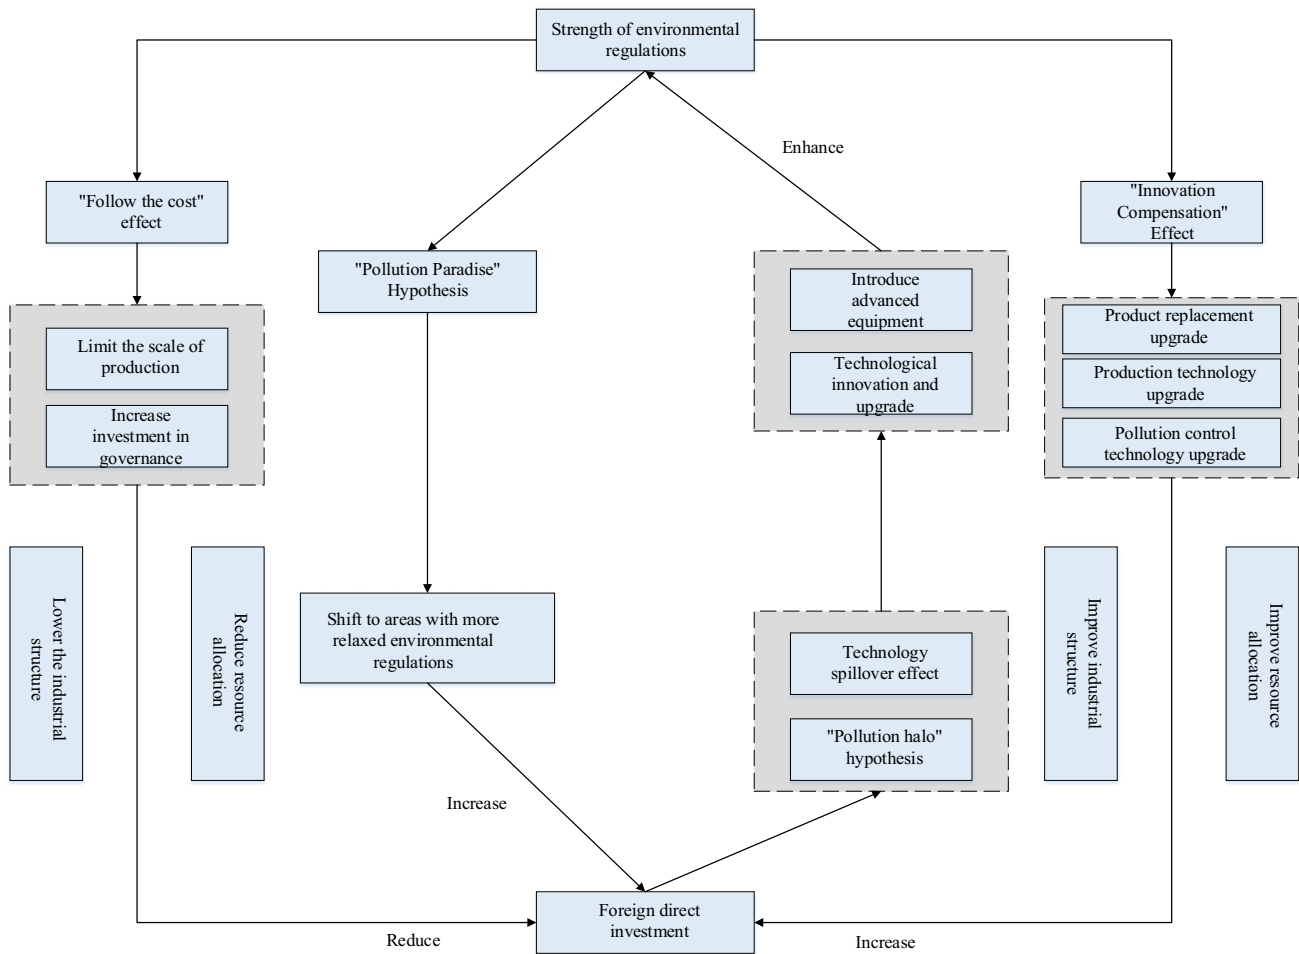 Strength of environmental
regulations
Enhance
"Follow the cost"
effect
"Innovation
Compensation"
Effect
"Pollution Paradise"
Hypothesis
Introduce
advanced
equipment
Technological
innovation and
upgrade
Limit the scale of
production
Increase
investment in
governance
Product replacement
upgrade
Production technology
upgrade
Pollution control
technology upgrade
Lower the industrial
structure
Reduce resource
allocation
Shift to areas with more
relaxed environmental
regulations
Technology
spillover effect
"Pollution halo"
hypothesis
Improve industrial
structure
Improve resource
allocation
Increase
Foreign direct
investment
Reduce
Increase